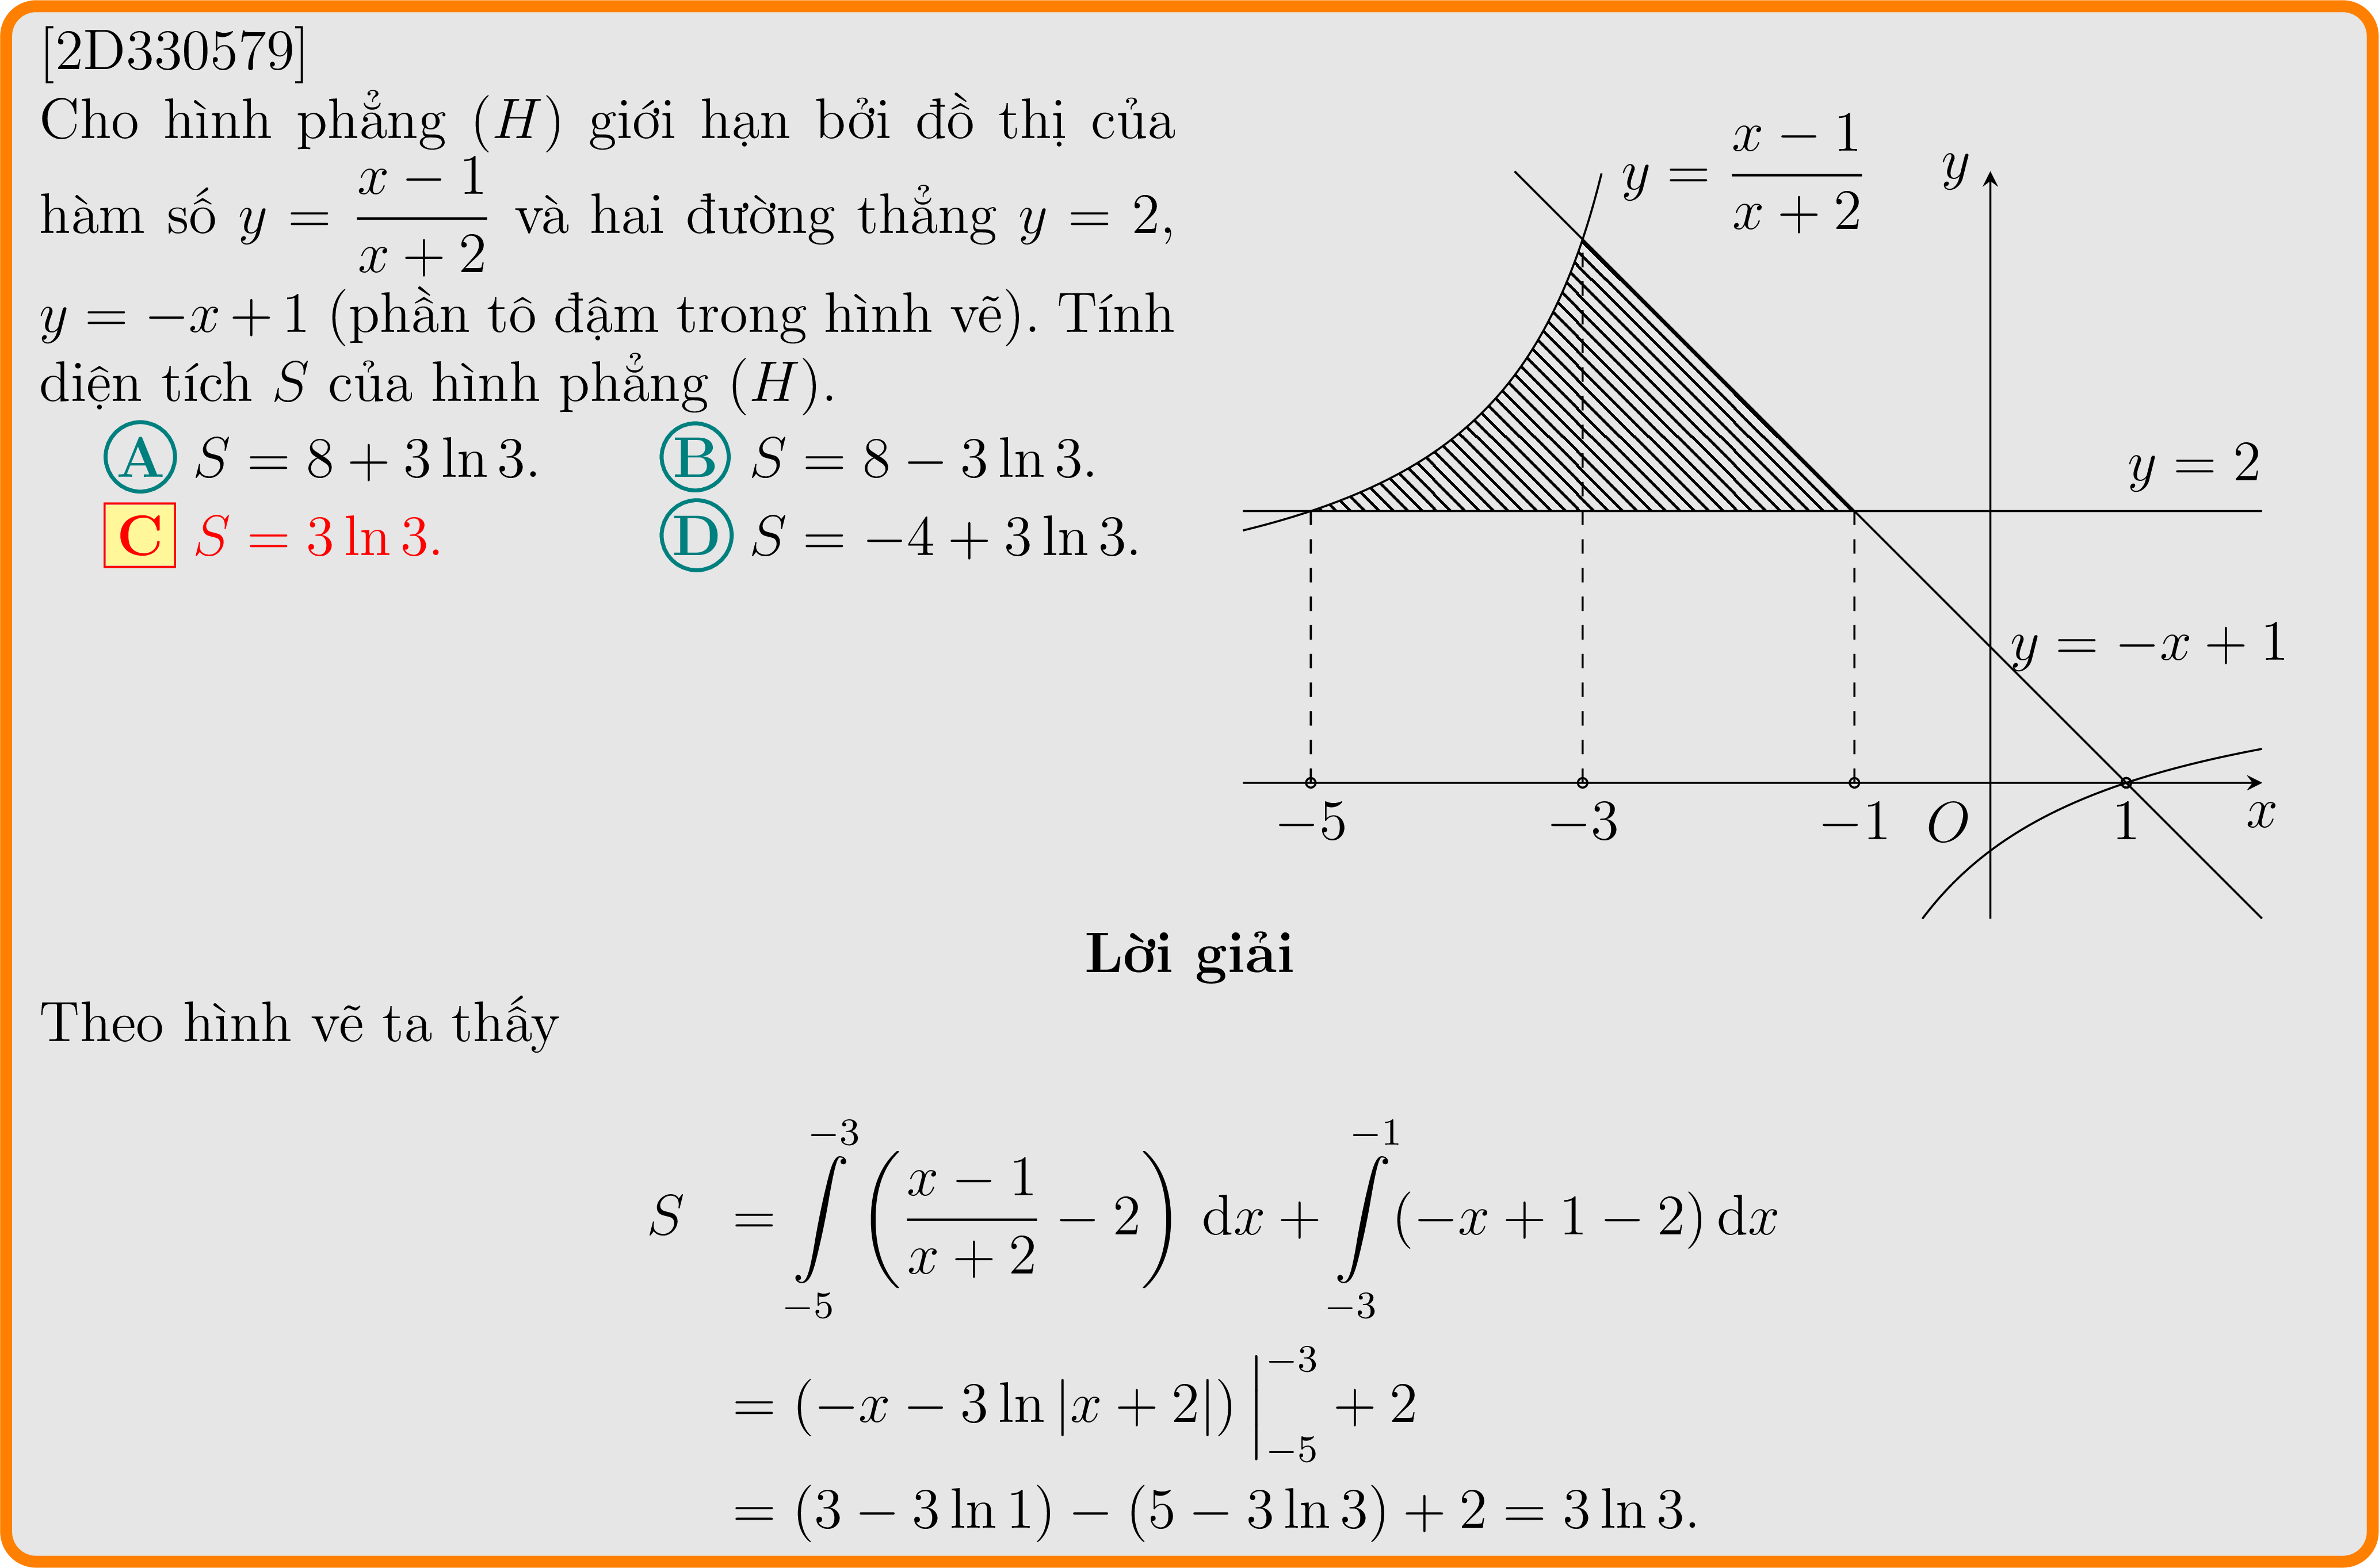 [2D330579]
Cho hình phẳng (H) giới hạn bởi đồ thị của
hàm số y = \frac{x − 1}{x + 2} và hai đường thẳng y = 2,
y = −x + 1 (phần tô đậm trong hình vẽ). Tính
diện tích S của hình phẳng (H).
A S = 8 + 3 ln 3. B S = 8 − 3 ln 3.
C S = 3 ln 3. D S = −4 + 3 ln 3.
y = \frac{x − 1}{x + 2}
y
y = 2
y = −x + 1
−5 −3 −1 O 1 x
Lời giải
Theo hình vẽ ta thấy
S = \int_{−5}^{−3} \left( \frac{x − 1}{x + 2} − 2 \right) dx + \int_{−3}^{−1} (−x + 1 − 2) dx
= (−x − 3 ln |x + 2|) \Big|_{−5}^{−3} + 2
= (3 − 3 ln 1) − (5 − 3 ln 3) + 2 = 3 ln 3.